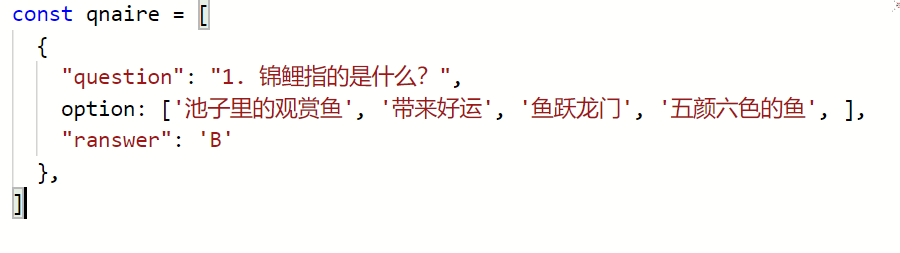 const qnaire = [
{
"question": "1. 锦鲤指的是什么？",
option: ['池子里的观赏鱼', '带来好运', '鱼跃龙门', '五颜六色的鱼', ],
"ranswer": 'B'
},
]